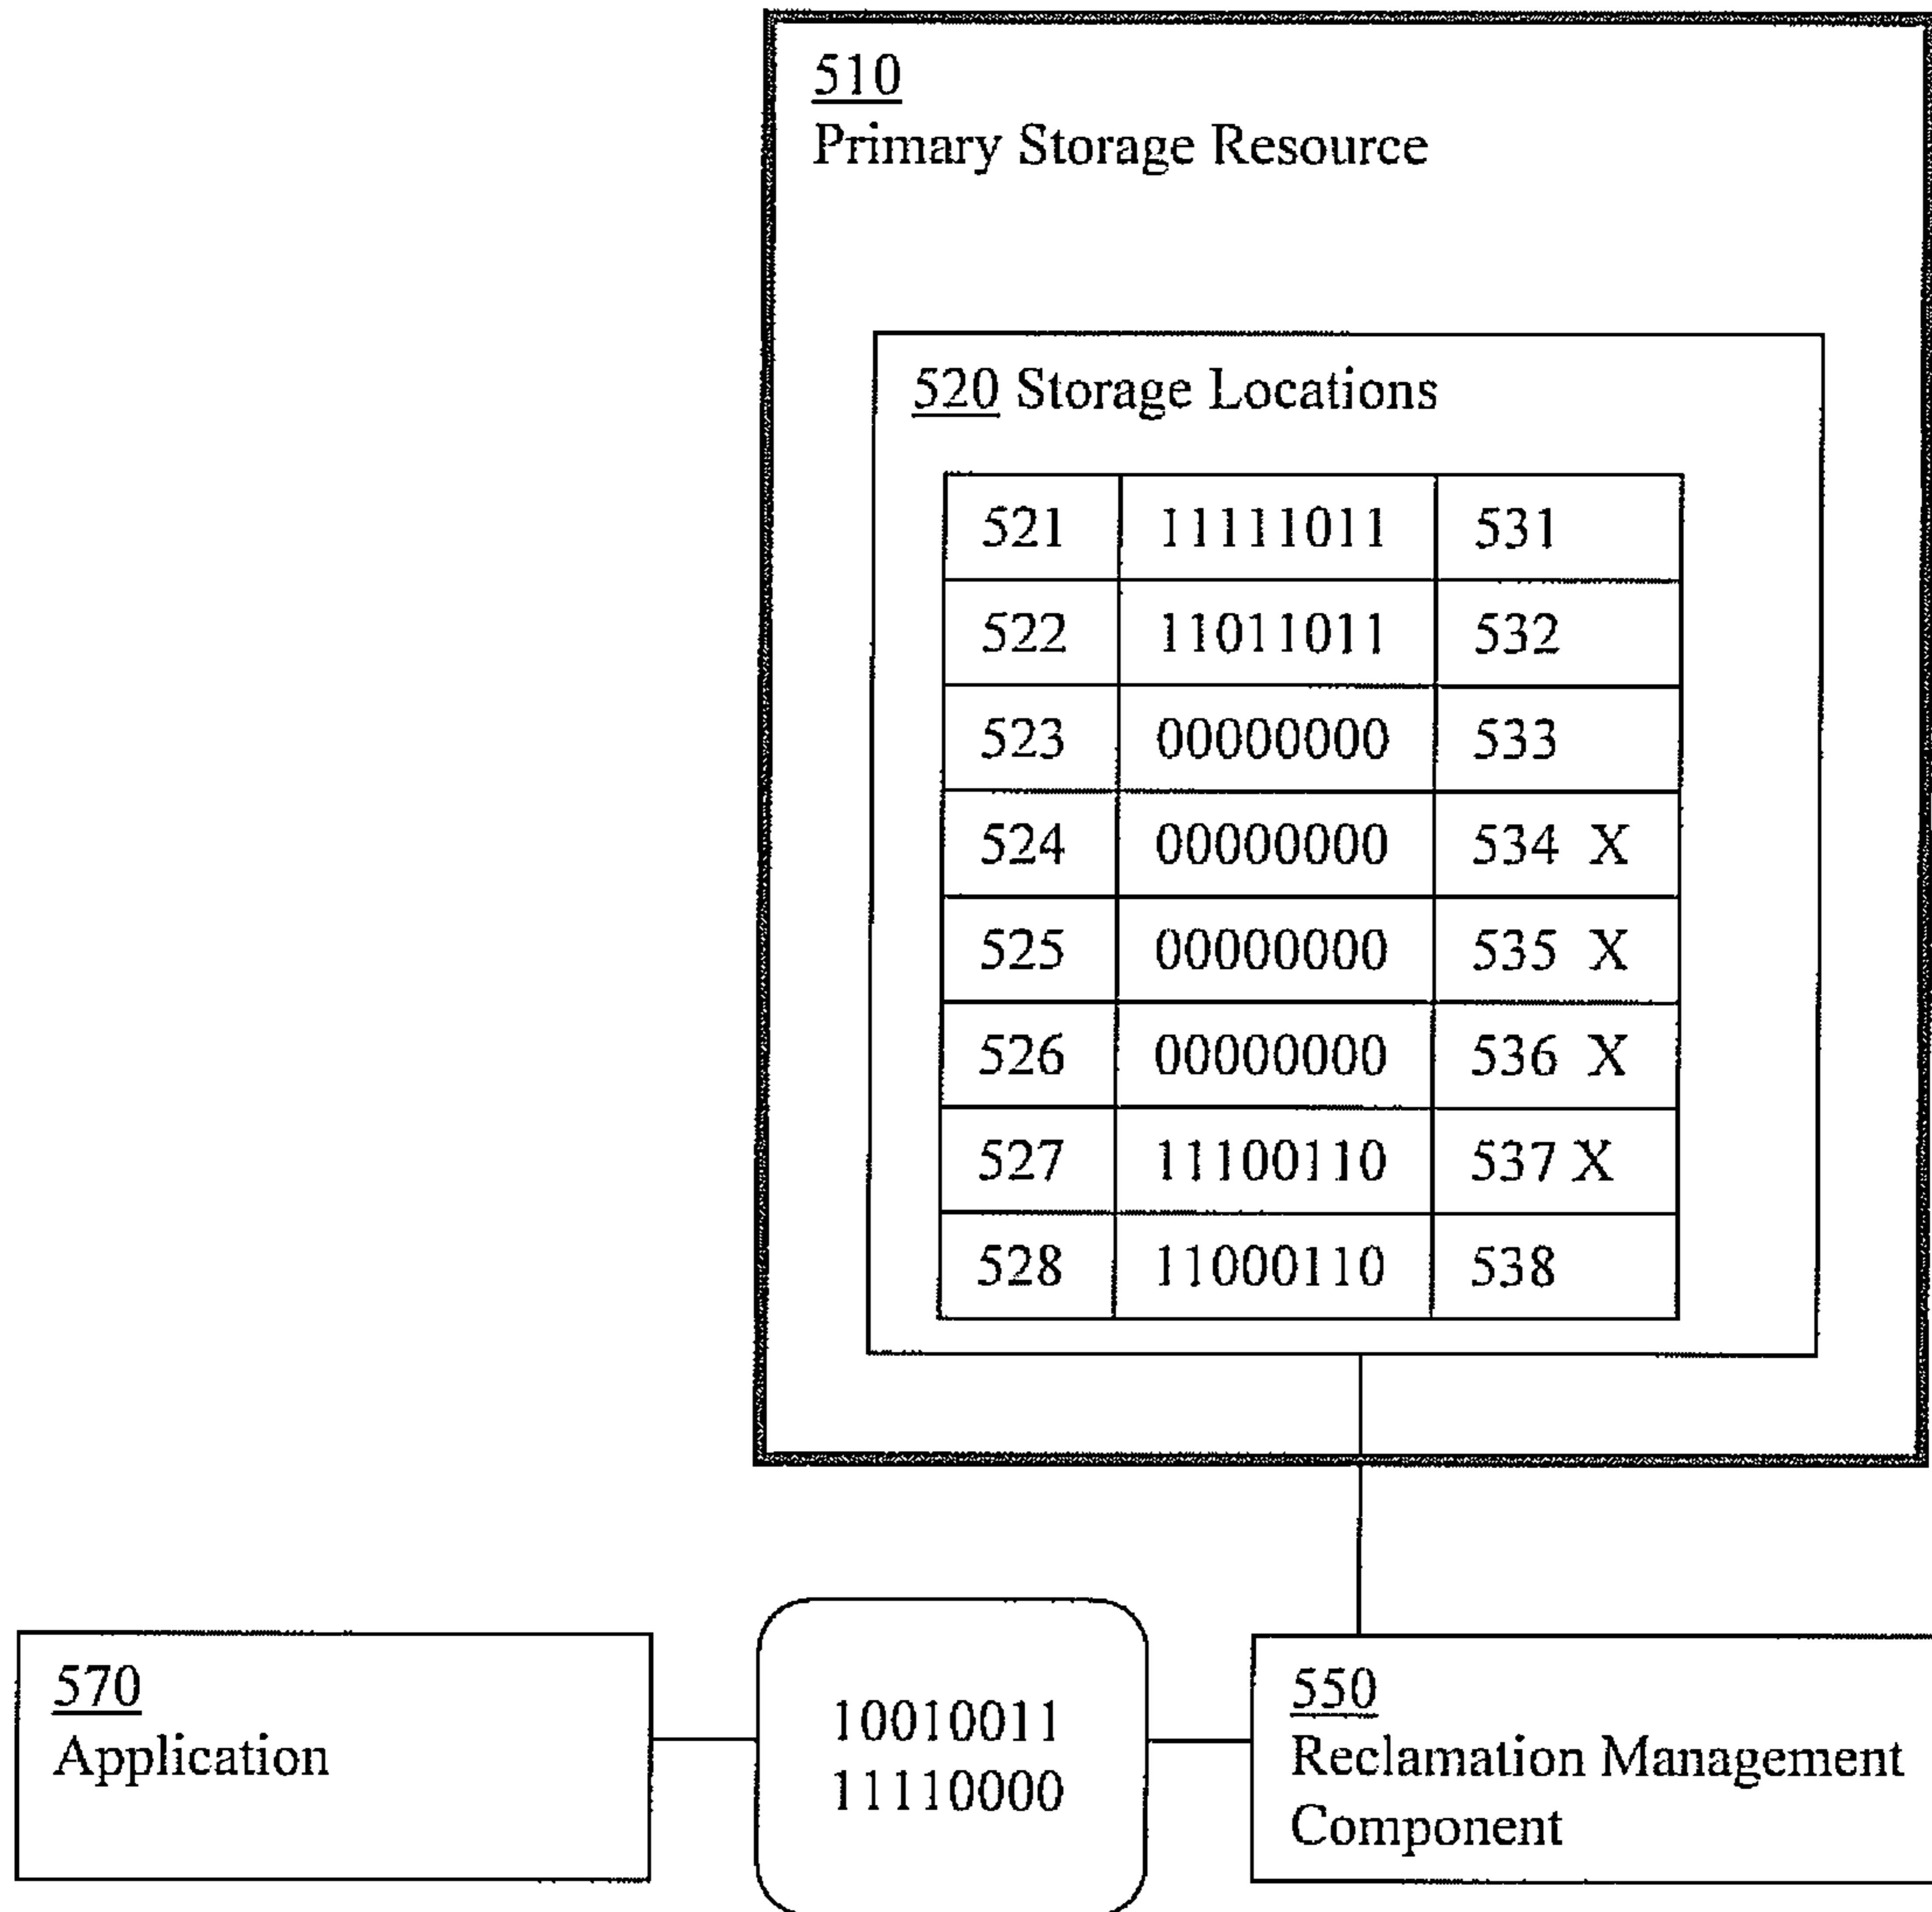 510
Primary Storage Resource
520 Storage Locations
521 11111011 531
522 11011011 532
523 00000000 533
524 00000000 534 X
525 00000000 535 X
526 00000000 536 X
527 11100110 537 X
528 11000110 538
570
Application
10010011
11110000
550
Reclamation Management
Component